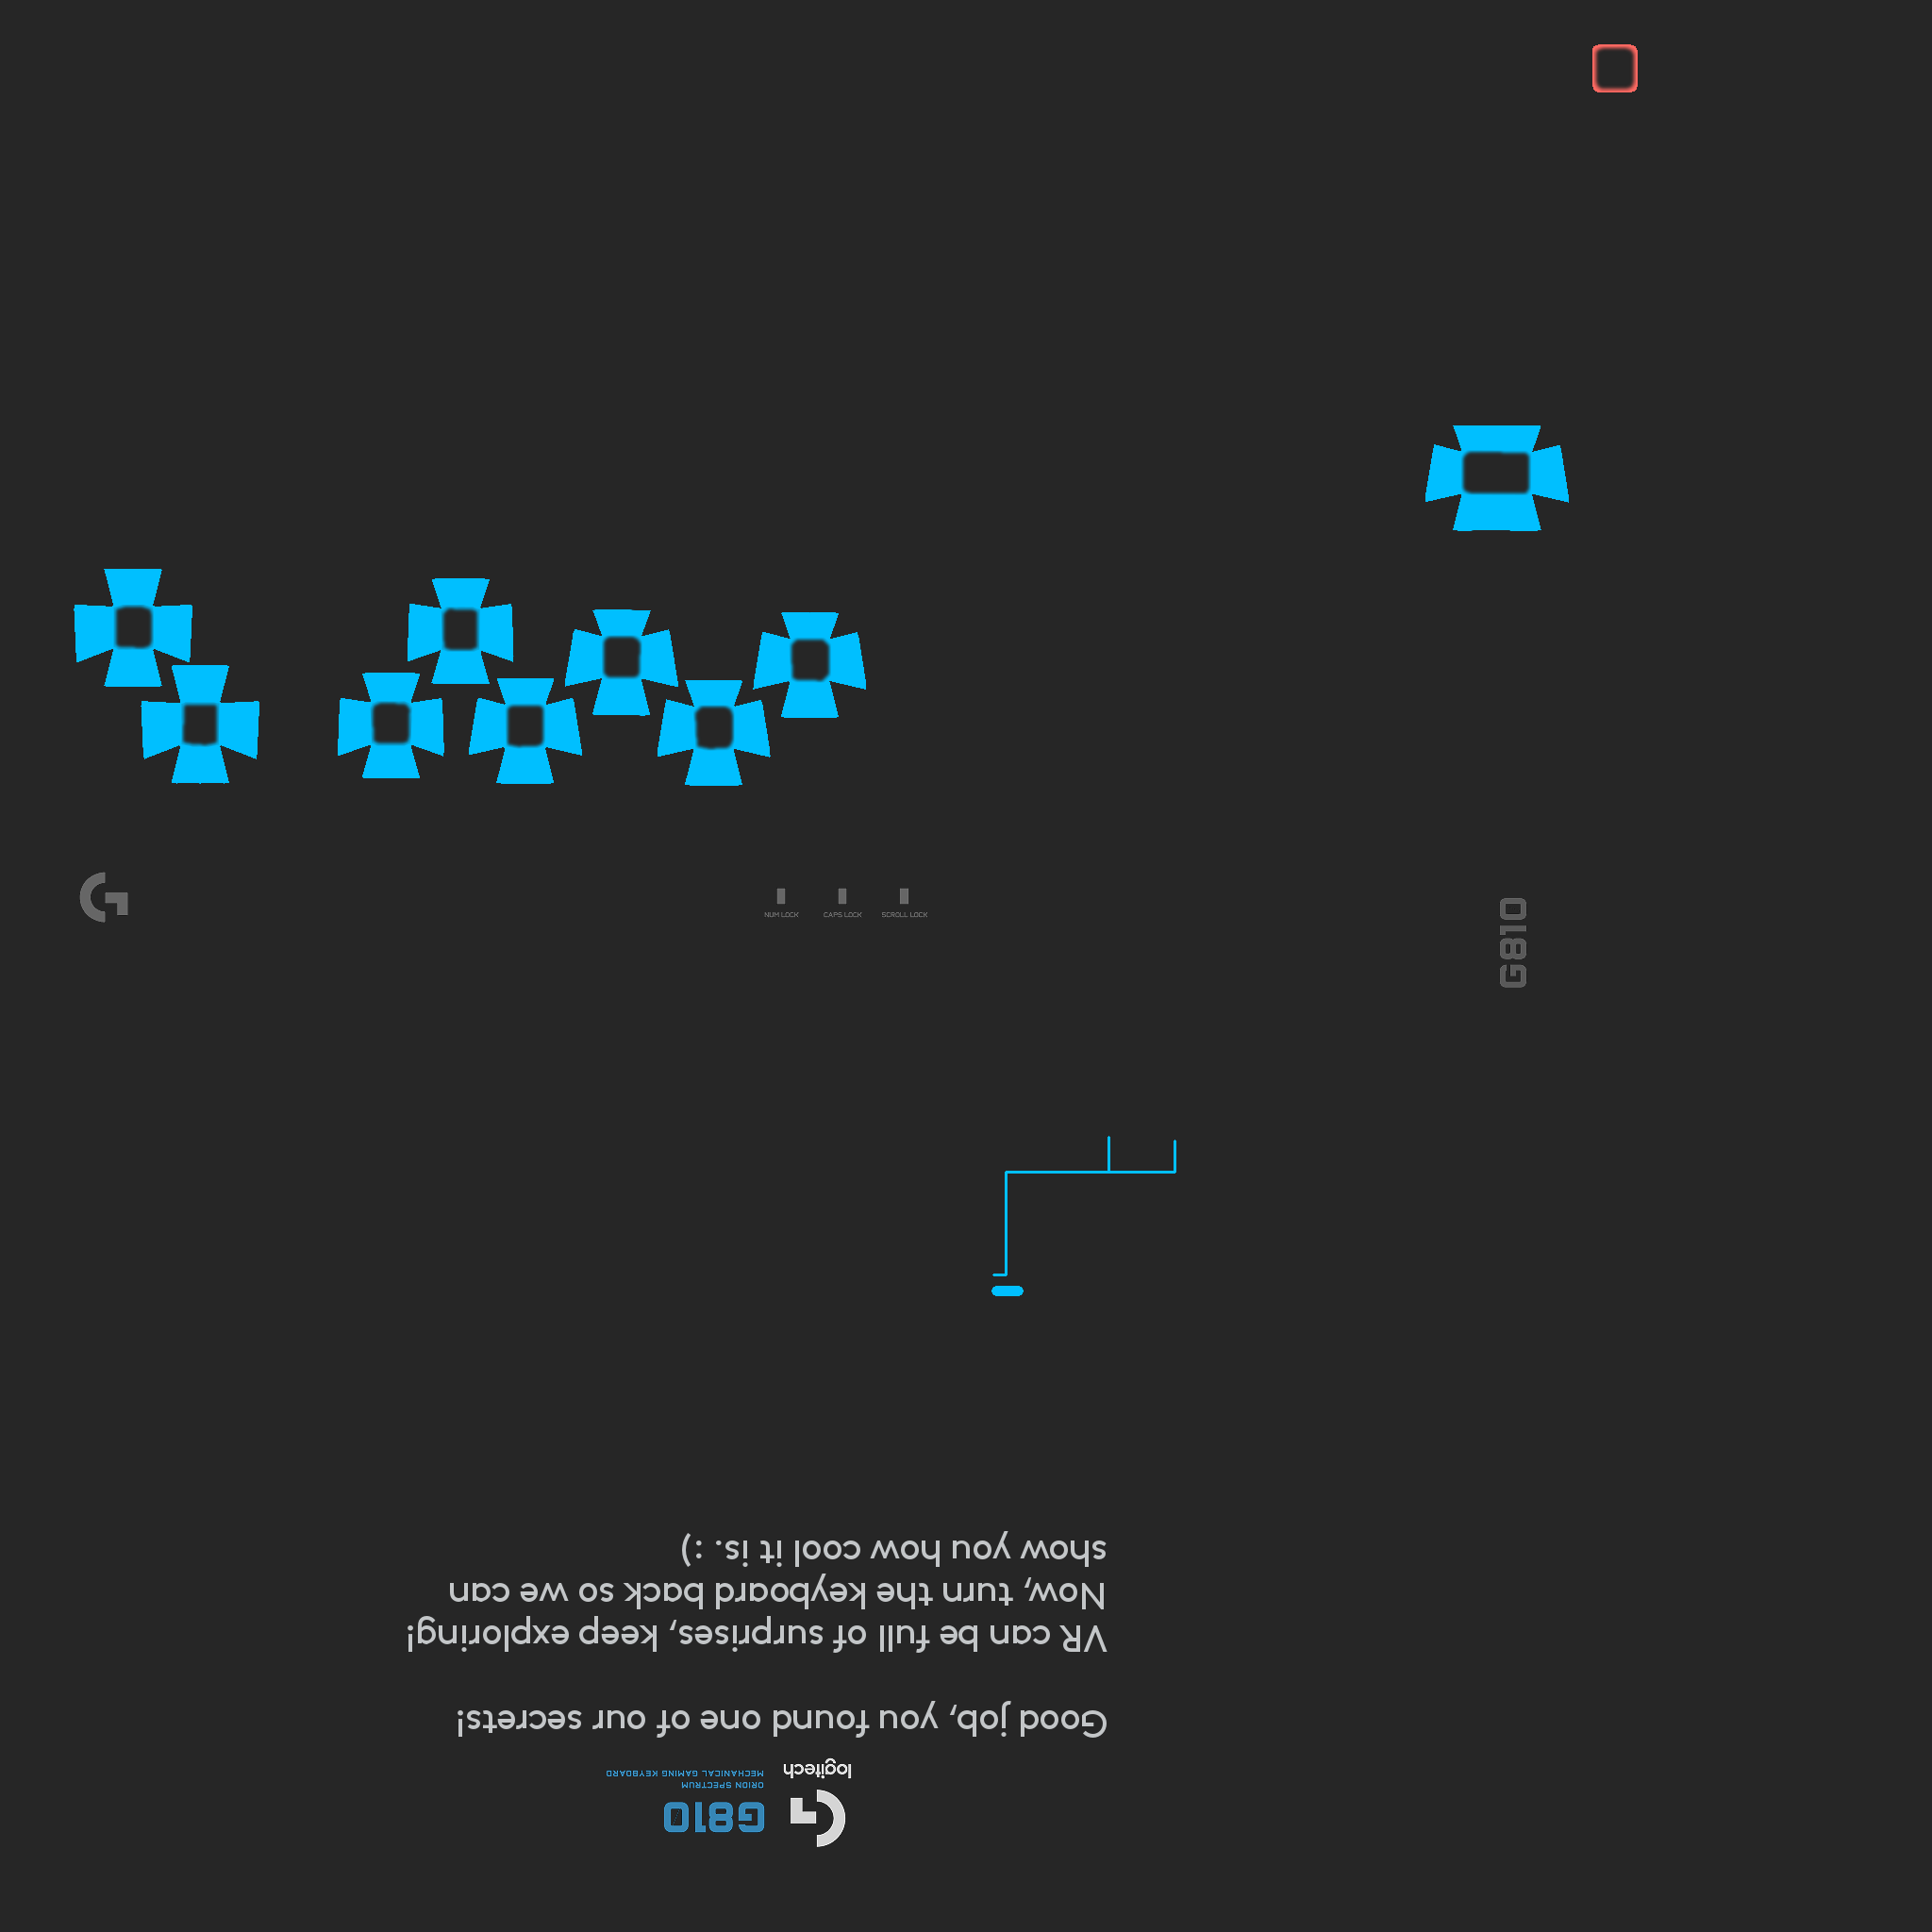 NUM LOCK
CAPS LOCK
SCROLL LOCK
G810
G810
ORION SPECTRUM
MECHANICAL GAMING KEYBOARD
logitech
Good job, you found one of our secrets!
VR can be full of surprises, keep exploring!
Now, turn the keyboard back so we can
show you how cool it is. :)